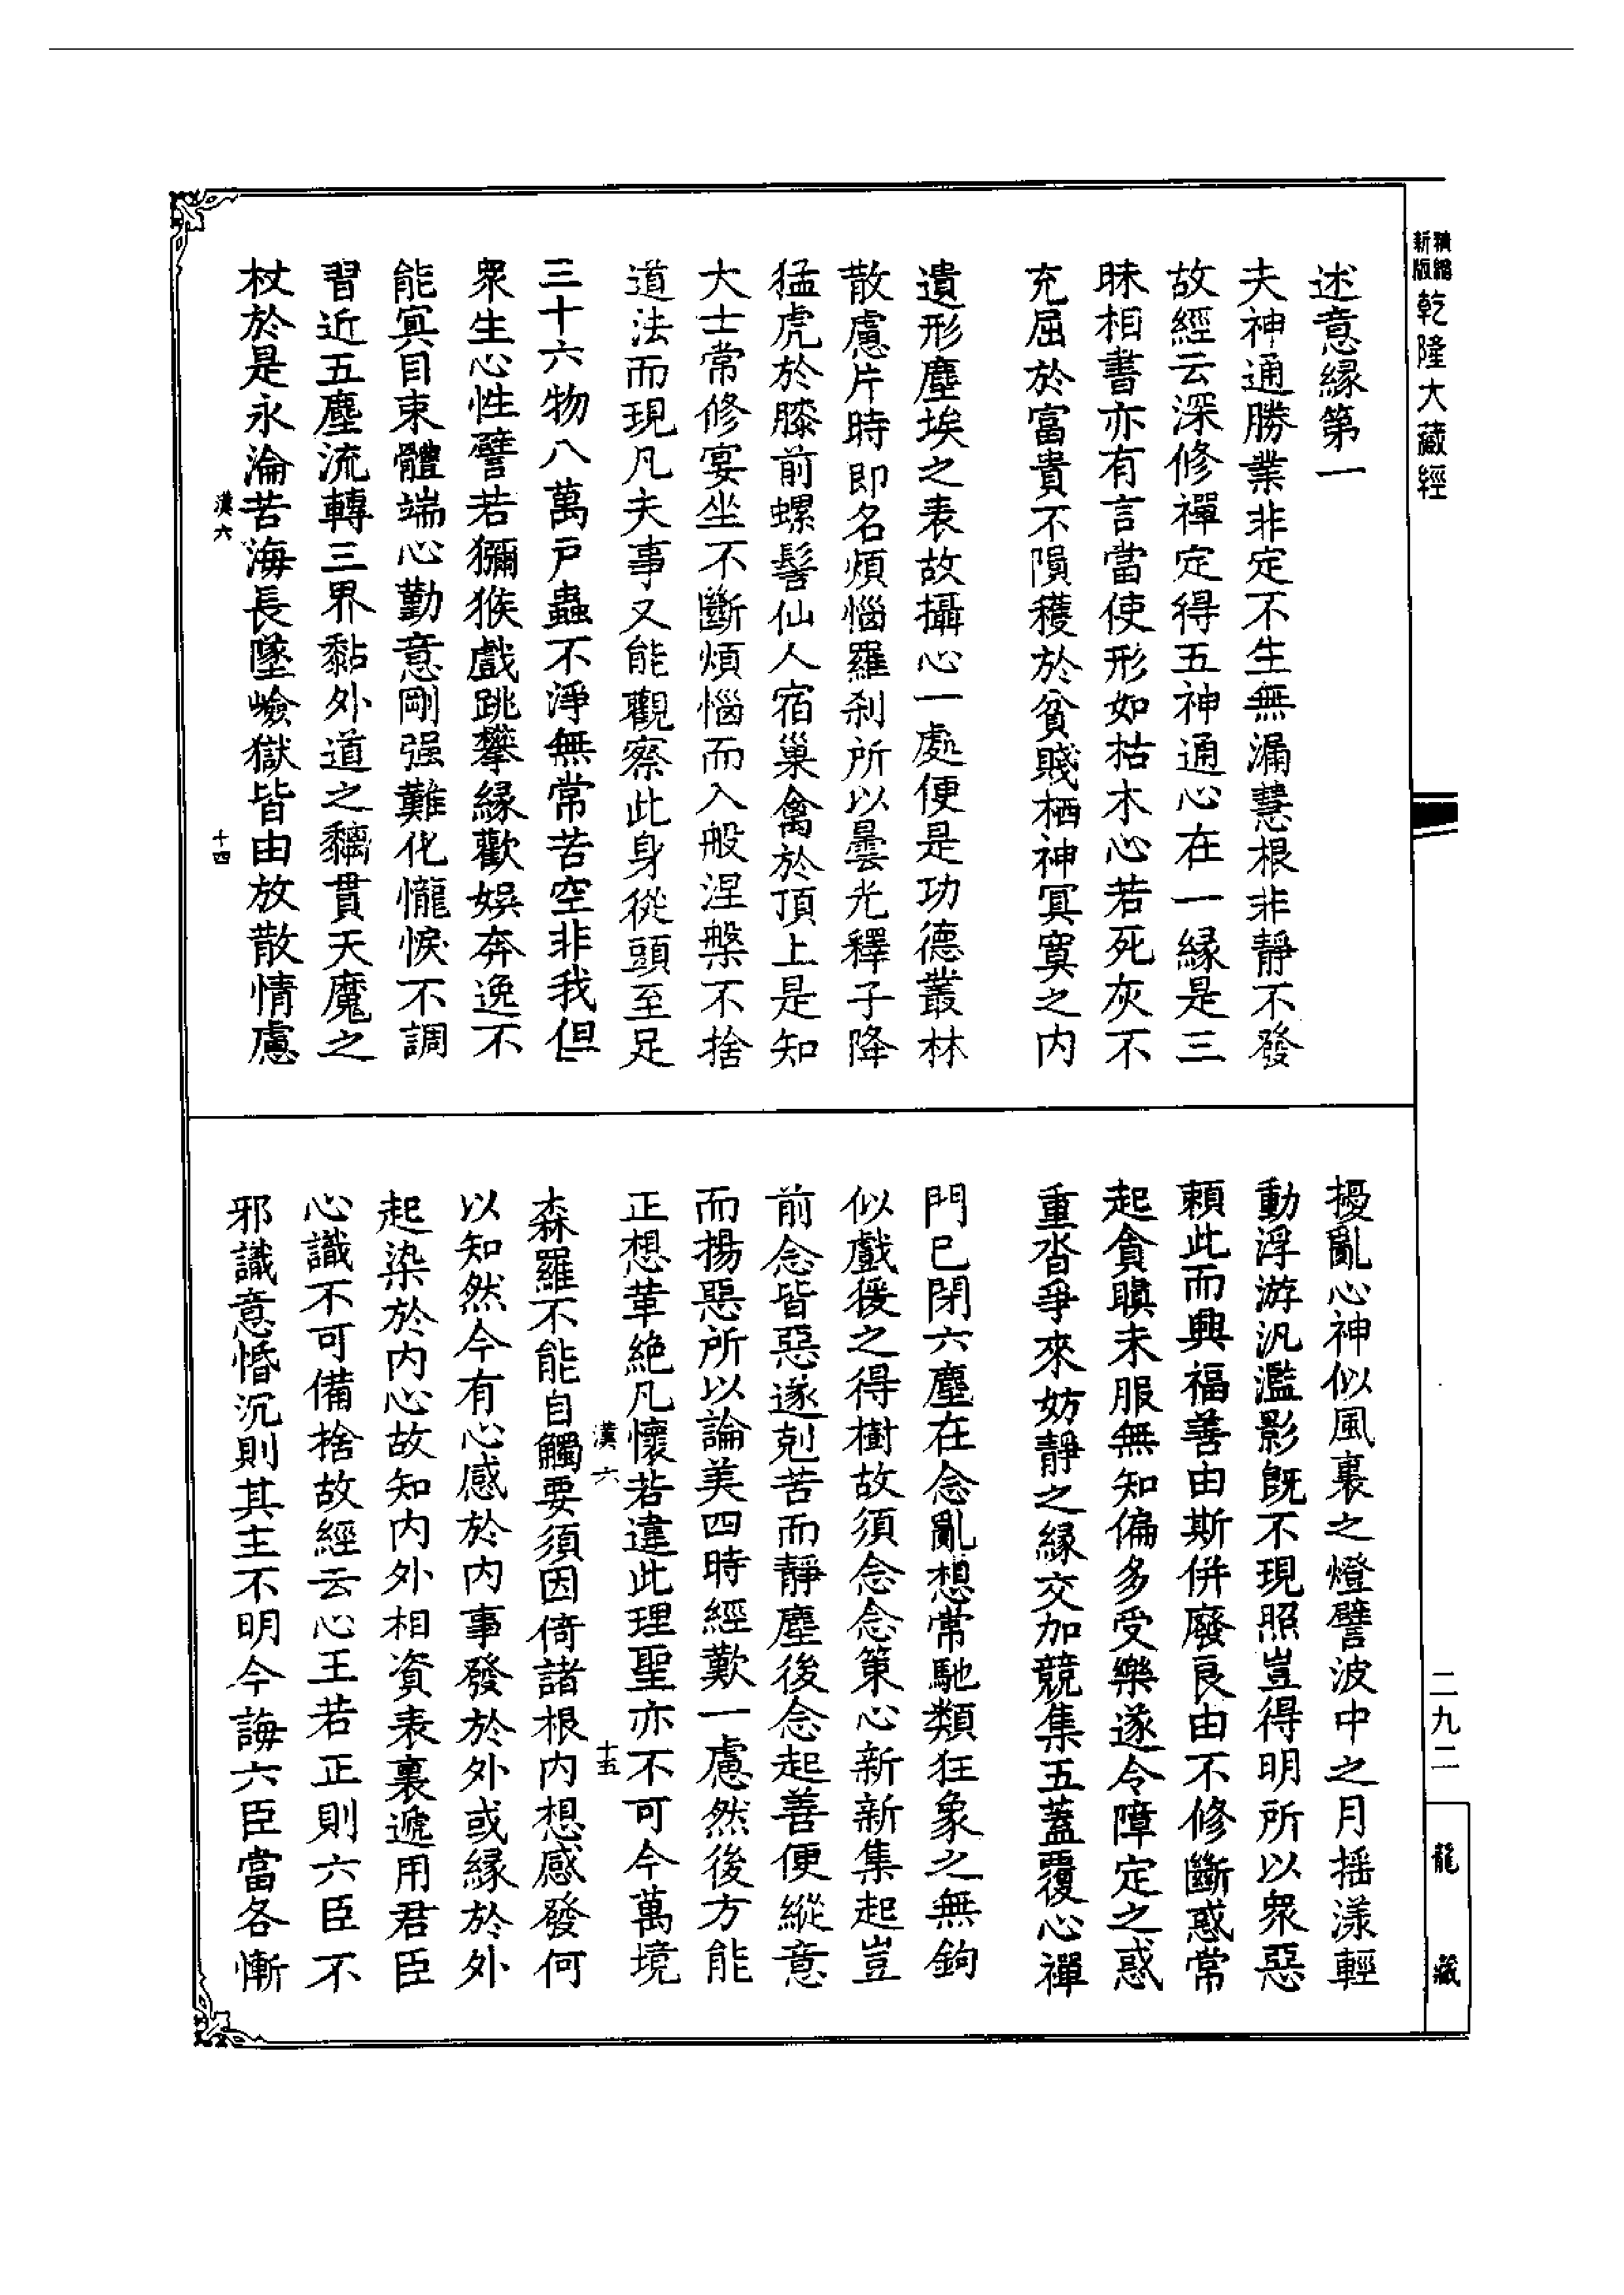 精縮新版乾隆大藏經
述意緣第一
夫神通勝業非定不生無漏慧根非靜不發
故經云深修禪定得五神通心在一緣是三
昧相書亦有言當使形如枯木心若死灰不
充屈於富貴不隕穫於貧賤栖神冥寞之内
遺形塵埃之表故攝心一處便是功德叢林
散慮片時即名煩惱羅刹所以曇光釋子降
猛虎於膝前螺髻仙人宿巢禽於頂上是知
大士常修宴坐不斷煩惱而入般涅槃不捨
道法而現凡夫事又能觀察此身從頭至足
三十六物八萬戶蟲不淨無常苦空非我但
衆生心性譬若獼猴戲跳攀緣歡娛奔逸不
能冥目束體端心勤意剛强難化𢤱悷不調
習近五塵流轉三界黏外道之黐貫天魔之
杖於是永淪苦海長墜嶮獄皆由放散情慮
漢六
十四
擾亂心神似風裏之燈譬波中之月搖漾輕
動浮游汎濫影旣不現照豈得明所以衆惡
賴此而興福善由斯併廢良由不修斷惑常
起貪瞋未服無知偏多受樂遂令障定之惑
重沓爭來妨靜之緣交加競集五蓋覆心禪
門已閉六塵在念亂想常馳類狂象之無鉤
似戲猨之得樹故須念念策心新新集起豈
前念皆惡遂剋苦而靜塵後念起善便縱意
而揚惡所以論美四時經歎一慮然後方能
正想革絶凡懷若違此理聖亦不可今萬境
漢六
十五
森羅不能自觸要須因倚諸根内想感發何
以知然今有心感於内事發於外或緣於外
起染於内心故知内外相資表裏遞用君臣
心識不可備捨故經云心王若正則六臣不
邪識意惛沉則其主不明今誨六臣當各慚
二九二
龍藏